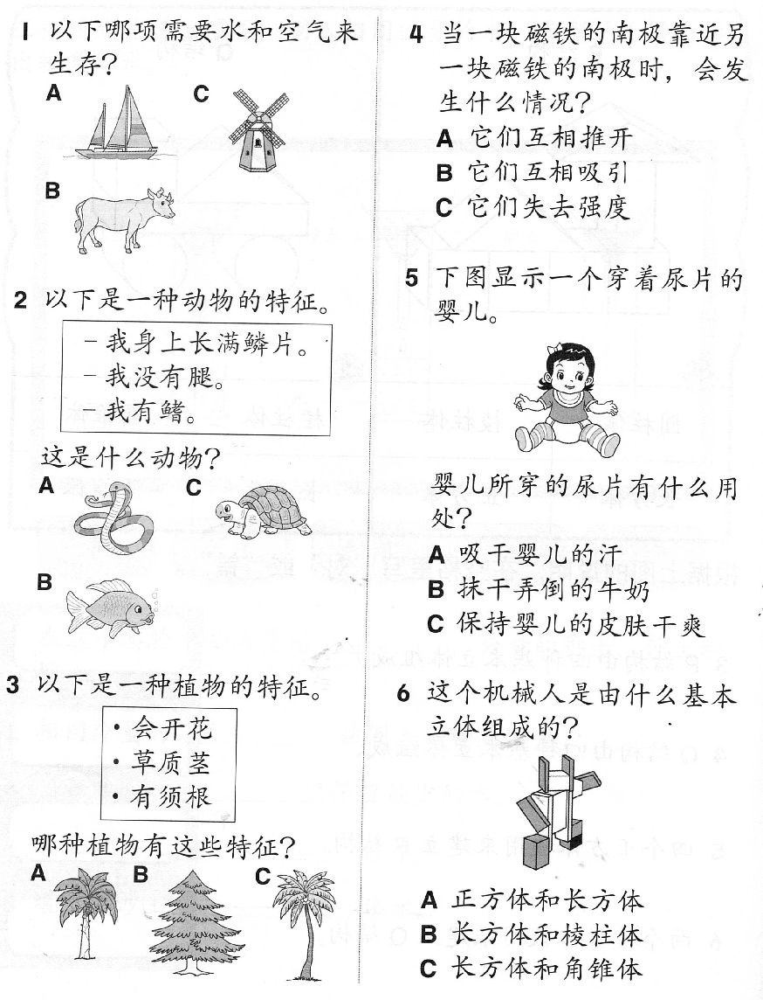 1 以下哪项需要水和空气来
生存?
A
C
B
2 以下是一种动物的特征。
– 我身上长满鳞片。
– 我没有腿。
– 我有鳍。
这是什么动物?
A
C
B
3 以下是一种植物的特征。
• 会开花
• 草质茎
• 有须根
哪种植物有这些特征?
A
B
C
4 当一块磁铁的南极靠近另
一块磁铁的南极时，会发
生什么情况?
A 它们互相推开
B 它们互相吸引
C 它们失去强度
5 下图显示一个穿着尿片的
婴儿。
婴儿所穿的尿片有什么用
处?
A 吸干婴儿的汗
B 抹干弄倒的牛奶
C 保持婴儿的皮肤干爽
6 这个机械人是由什么基本
立体组成的?
A 正方体和长方体
B 长方体和棱柱体
C 长方体和角锥体